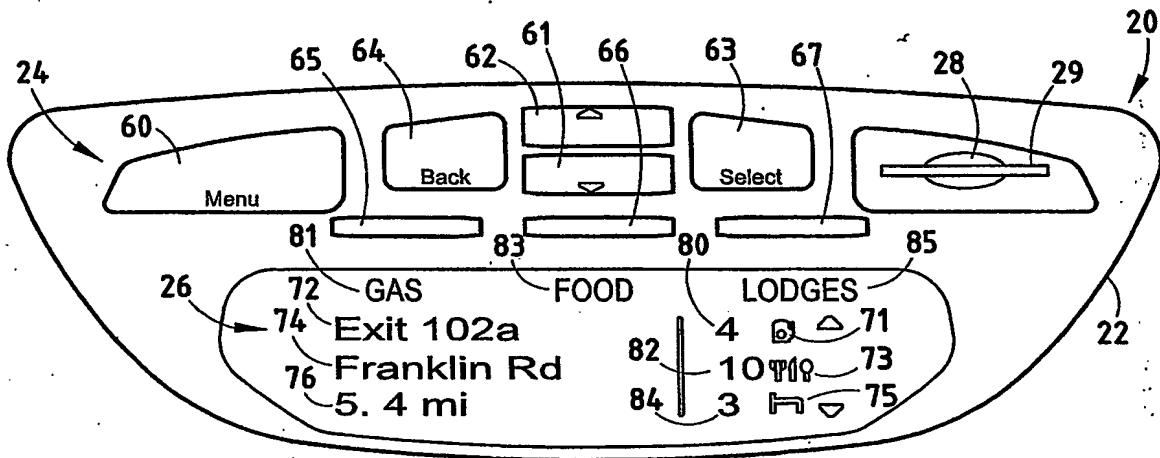 20
61
64 62 66 67
65 28 29
24
63
60
Back Select
Menu
81 83 80 85
72 GAS FOOD LODGES
26 22
74 Exit 102a 4 71
82 73
Franklin Rd 10
76 84 75
5. 4 mi 3